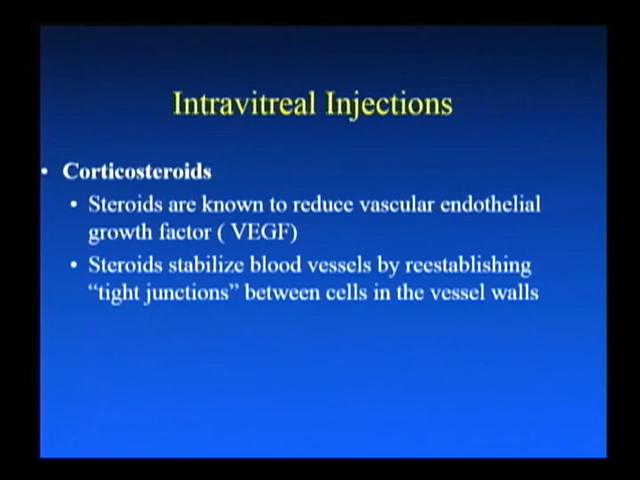 Intravitreal Injections
• Corticosteroids
• Steroids are known to reduce vascular endothelial
growth factor ( VEGF)
• Steroids stabilize blood vessels by reestablishing
“tight junctions” between cells in the vessel walls